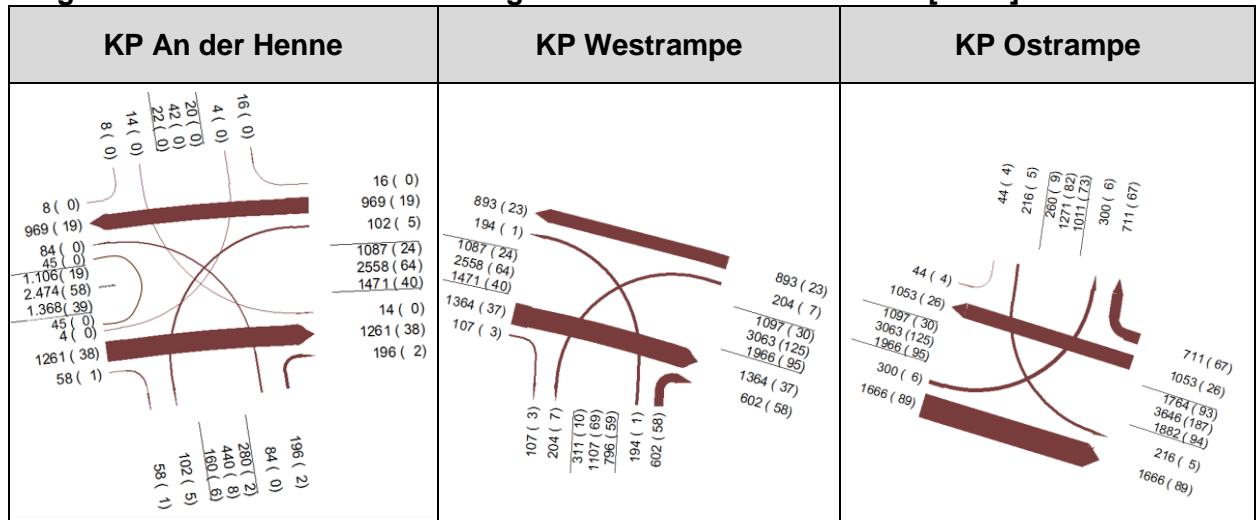 KP An der Henne
KP Westrampe
KP Ostrampe
8 ( 0)
14 ( 0)
22 ( 0)
42 ( 0)
20 ( 0)
4 ( 0)
16 ( 0)
8 ( 0)
969 ( 19)
84 ( 0)
45 ( 0)
1.106( 19)
2.474 ( 58)
1.368( 39)
45 ( 0)
4 ( 0)
1261 ( 38)
58 ( 1)
16 ( 0)
969 ( 19)
102 ( 5)
1087 ( 24)
2558 ( 64)
1471 ( 40)
14 ( 0)
1261 ( 38)
196 ( 2)
58 ( 1)
102 ( 5)
160 ( 6)
440 ( 8)
280 ( 2)
84 ( 0)
196 ( 2)
893 ( 23)
194 ( 1)
1087 ( 24)
2558 ( 64)
1471 ( 40)
1364 ( 37)
107 ( 3)
893 ( 23)
204 ( 7)
1097 ( 30)
3063 (125)
1966 ( 95)
1364 ( 37)
602 ( 58)
107 ( 3)
204 ( 7)
311 ( 10)
1107 ( 69)
796 ( 59)
194 ( 1)
602 ( 58)
44 ( 4)
216 ( 5)
260 ( 9)
1271 ( 82)
1011 ( 73)
300 ( 6)
711 ( 67)
44 ( 4)
1053 ( 26)
1097 ( 30)
3063 (125)
1966 ( 95)
300 ( 6)
1666 ( 89)
711 ( 67)
1053 ( 26)
1764 ( 93)
3646 (187)
1882 ( 94)
216 ( 5)
1666 ( 89)